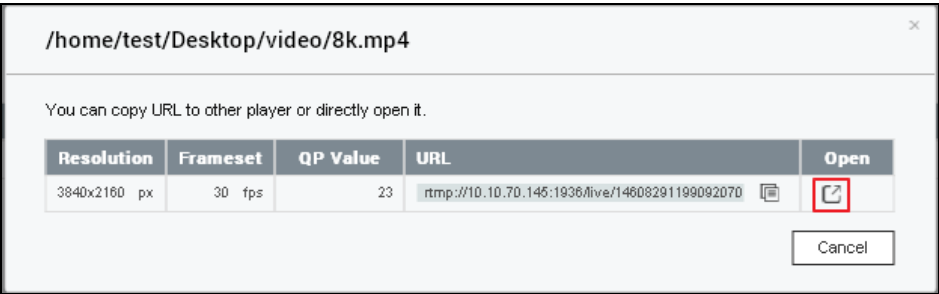 /home/test/Desktop/video/8k.mp4
You can copy URL to other player or directly open it.
Resolution Frameset QP Value URL Open
3840x2160 px 30 fps 23 rtmp://10.10.70.145:1936/live/14608291199092070
Cancel